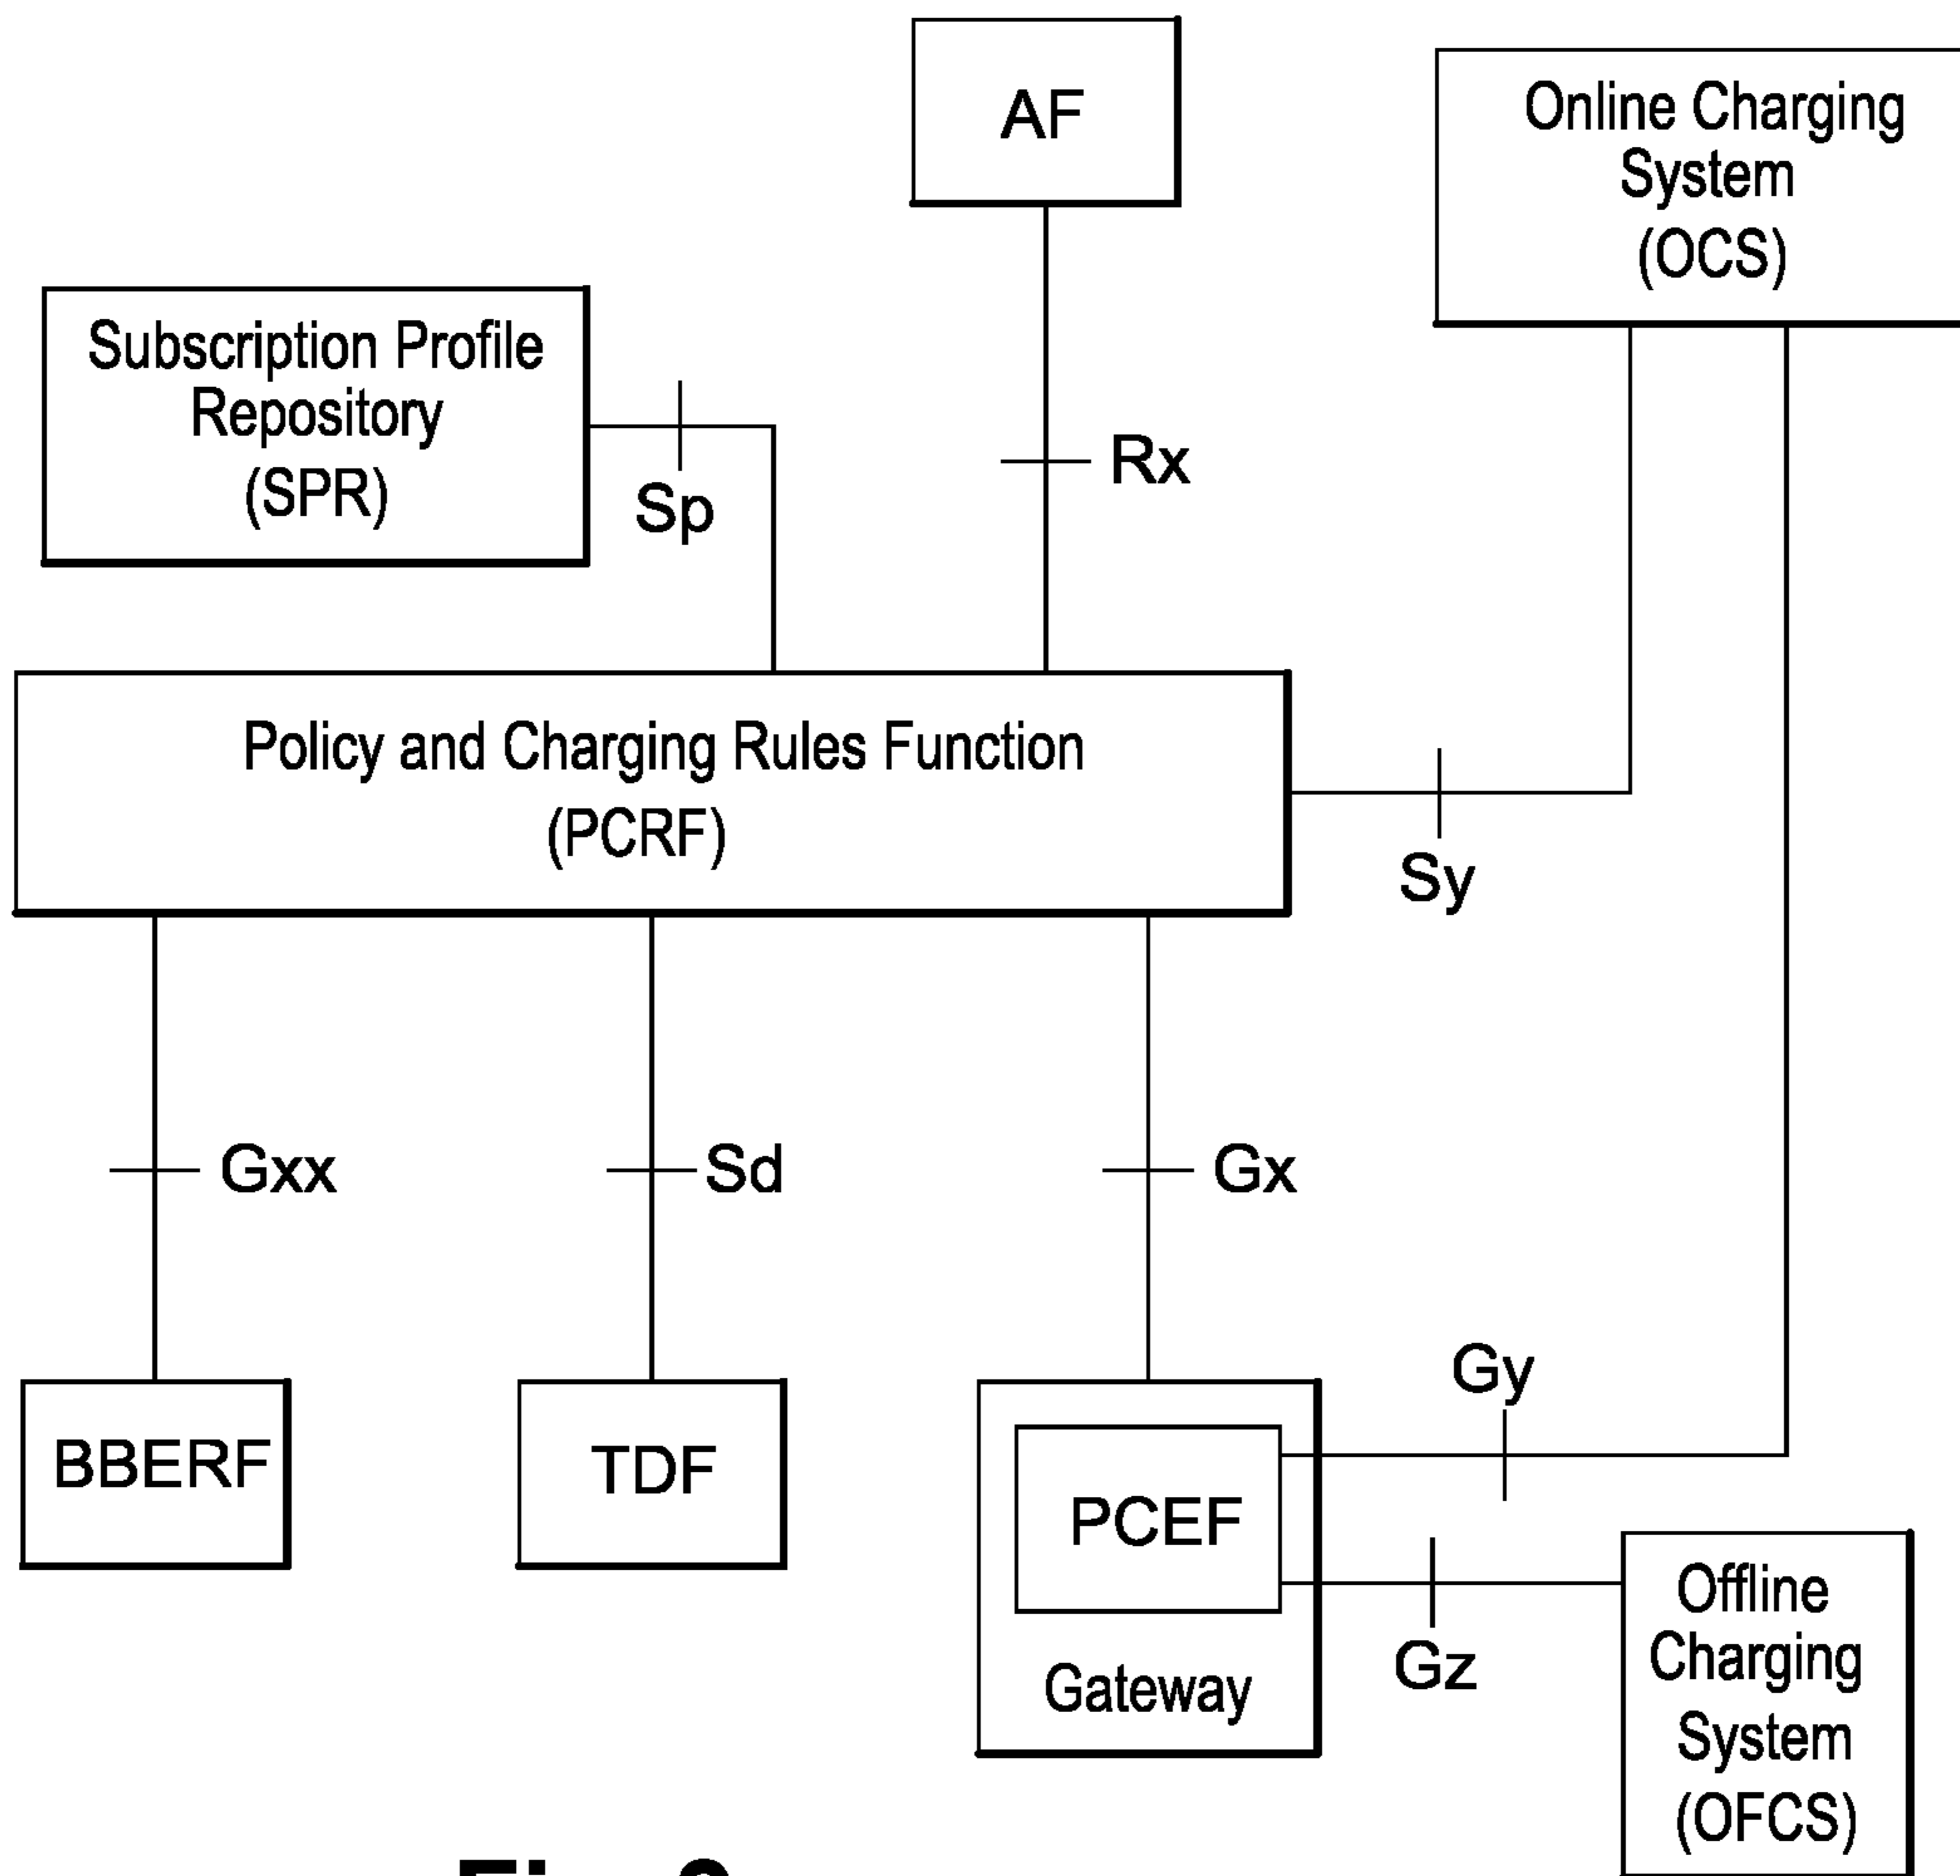 AF
Online Charging
System
(OCS)
Subscription Profile
Repository
(SPR)
Sp
Rx
Policy and Charging Rules Function
(PCRF)
Sy
Gxx
Sd
Gx
Gy
BBERF
TDF
PCEF
Gateway
Gz
Offline
Charging
System
(OFCS)